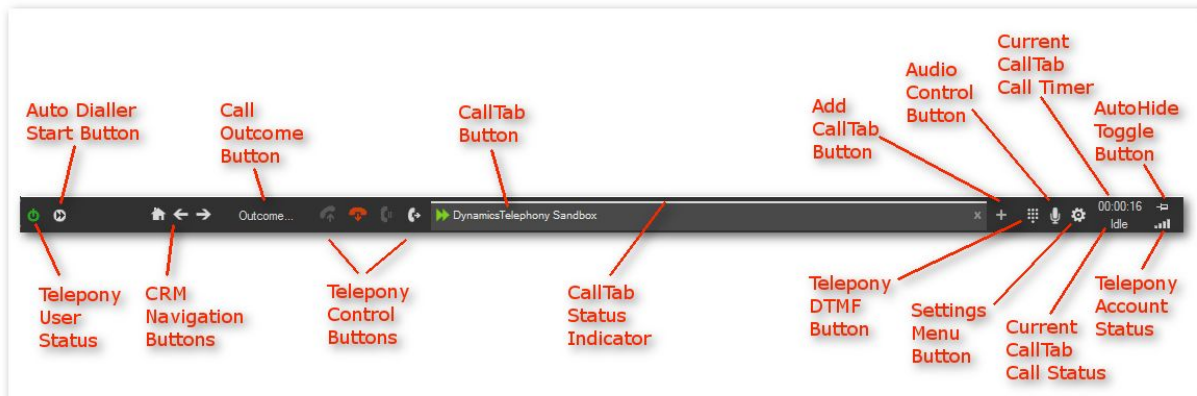 Current
CallTab
Call Timer
Audio
Control
Button
Auto Dialler
Start Button
Call
Outcome
Button
CallTab
Button
Add
CallTab
Button
AutoHide
Toggle
Button
Outcome...
DynamicsTelephony Sandbox
x
+
00:00:16
Idle
Telepony
User
Status
CRM
Navigation
Buttons
Telepony
Control
Buttons
CallTab
Status
Indicator
Telepony
DTMF
Button
Settings
Menu
Button
Current
CallTab
Call Status
Telepony
Account
Status